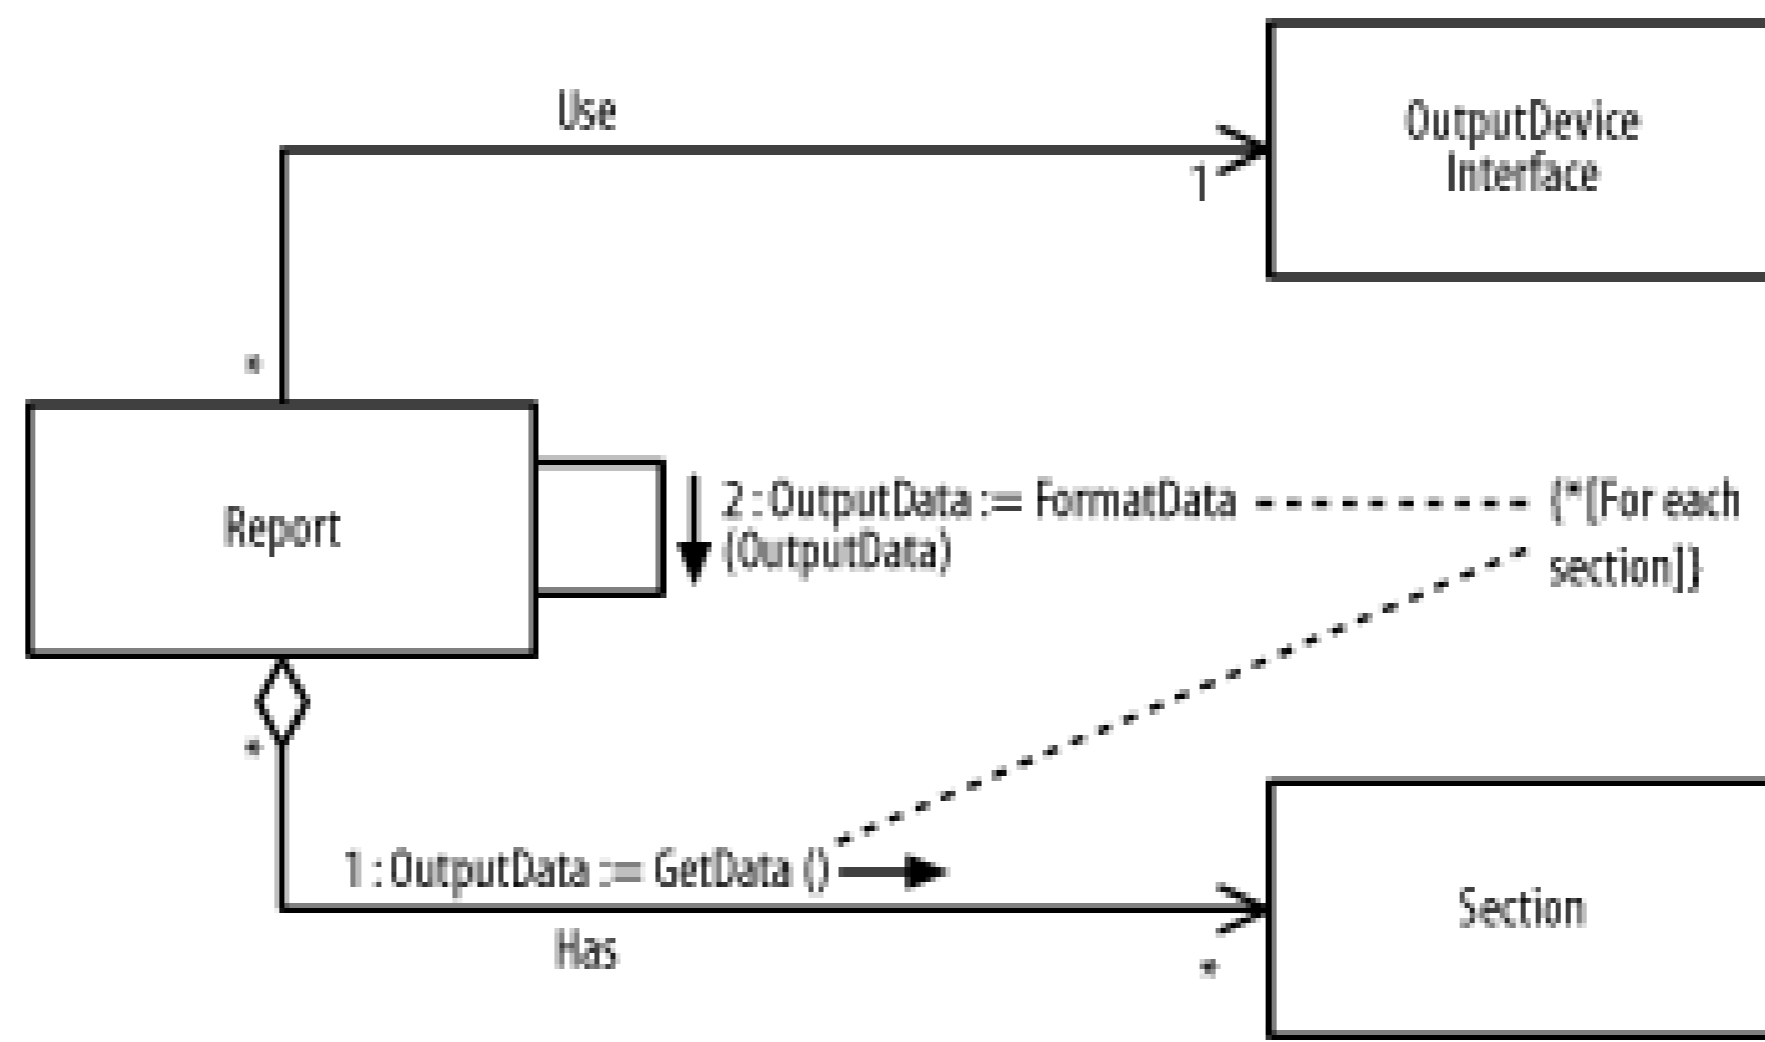 Use
OutputDevice
Interface
1
*
Report
2 : OutputData := FormatData
(OutputData)
{*[For each
section]}
*
1 : OutputData := GetData ()
Has
*
Section